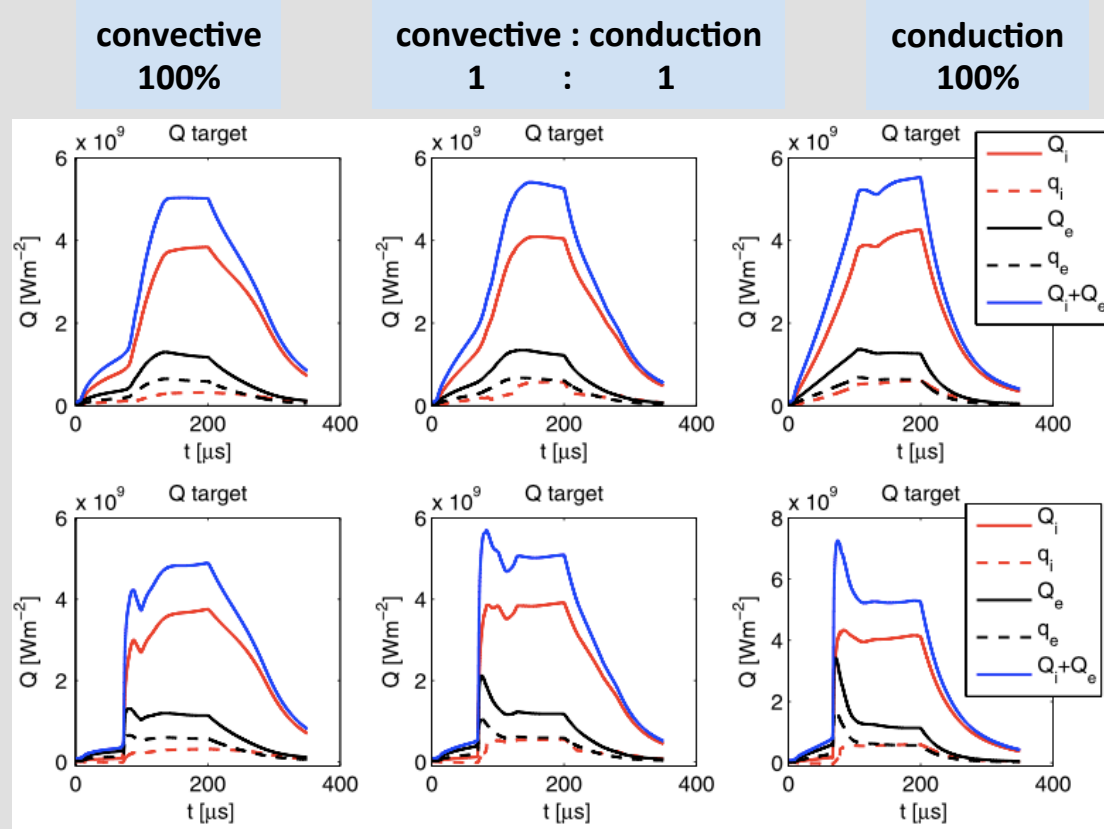 convective
100%
convective : conduction
1 : 1
conduction
100%
x 10^9
Q target
6
4
2
0
Q [Wm^-2]
0
200
400
t [μs]
x 10^9
Q target
6
4
2
0
Q [Wm^-2]
0
200
400
t [μs]
x 10^9
Q target
6
4
2
0
Q [Wm^-2]
0
200
400
t [μs]
Q_i
q_i
Q_e
q_e
Q_i+Q_e
x 10^9
Q target
6
4
2
0
Q [Wm^-2]
0
200
400
t [μs]
x 10^9
Q target
6
4
2
0
Q [Wm^-2]
0
200
400
t [μs]
x 10^9
Q target
8
6
4
2
0
Q [Wm^-2]
0
200
400
t [μs]
Q_i
q_i
Q_e
q_e
Q_i+Q_e